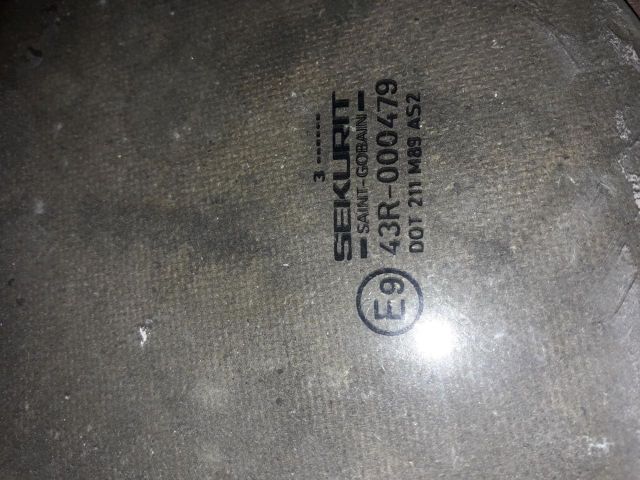 3 ••••••
SEKURIT
SAINT-GOBAIN
E9 43R-000479
DOT 211 M89 AS2